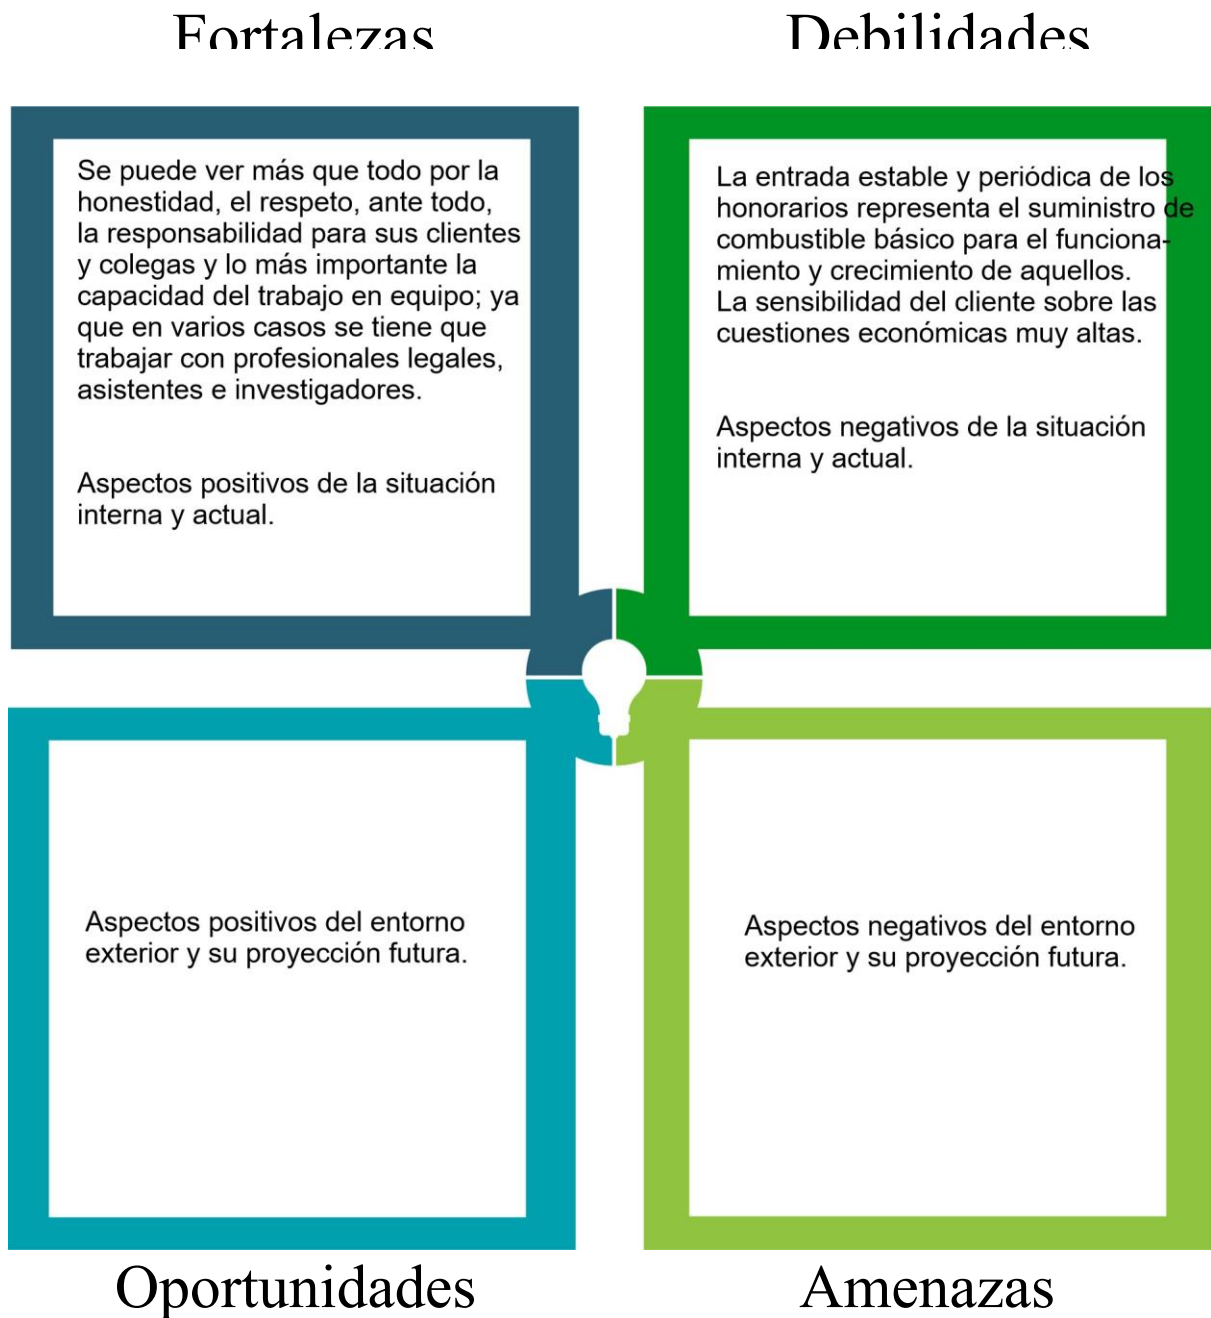 Fortalezas
Debilidades
Se puede ver más que todo por la
honestidad, el respeto, ante todo,
la responsabilidad para sus clientes
y colegas y lo más importante la
capacidad del trabajo en equipo; ya
que en varios casos se tiene que
trabajar con profesionales legales,
asistentes e investigadores.
Aspectos positivos de la situación
interna y actual.
La entrada estable y periódica de los
honorarios representa el suministro de
combustible básico para el funciona-
miento y crecimiento de aquellos.
La sensibilidad del cliente sobre las
cuestiones económicas muy altas.
Aspectos negativos de la situación
interna y actual.
Aspectos positivos del entorno
exterior y su proyección futura.
Aspectos negativos del entorno
exterior y su proyección futura.
Oportunidades
Amenazas